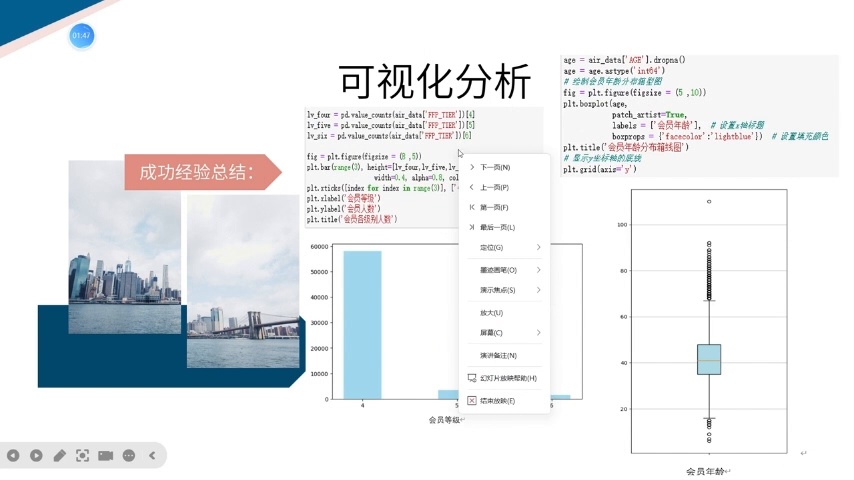 01:47
可视化分析
成功经验总结：
lv_four = pd.value_counts(air_data['FFP_TIER'])[4]
lv_five = pd.value_counts(air_data['FFP_TIER'])[5]
lv_six = pd.value_counts(air_data['FFP_TIER'])[6]
fig = plt.figure(figsize = (8 ,5))
plt.bar(range(3), height=[lv_four,lv_five,lv_
width=0.4, alpha=0.8, col
plt.xticks([index for index in range(3)], ['
plt.xlabel('会员等级')
plt.ylabel('会员人数')
plt.title('会员各级别人数')
60000
50000
40000
30000
20000
10000
0
4
5
6
会员等级
下一页(N)
上一页(P)
第一页(F)
最后一页(L)
定位(G)
墨迹画笔(O)
演示焦点(S)
放大(U)
屏幕(C)
演讲备注(N)
幻灯片放映帮助(H)
结束放映(E)
age = air_data['AGE'].dropna()
age = age.astype('int64')
# 绘制会员年龄分布箱型图
fig = plt.figure(figsize = (5 ,10))
plt.boxplot(age,
patch_artist=True,
labels = ['会员年龄'], # 设置x轴标题
boxprops = {'facecolor':'lightblue'}) # 设置填充颜色
plt.title('会员年龄分布箱线图')
# 显示y坐标轴的底线
plt.grid(axis='y')
100
80
60
40
20
会员年龄